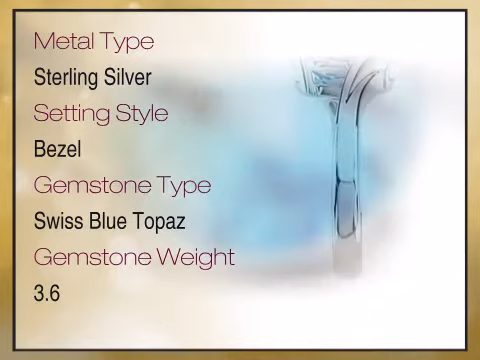 Metal Type
Sterling Silver
Setting Style
Bezel
Gemstone Type
Swiss Blue Topaz
Gemstone Weight
3.6